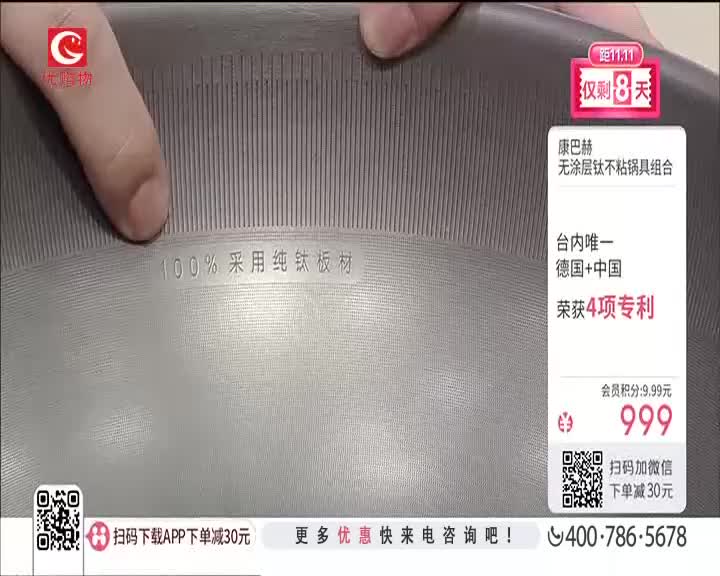 优购物
距11.11
仅剩8天
康巴赫
无涂层钛不粘锅具组合
台内唯一
德国+中国
荣获4项专利
会员积分:9.99元
¥ 999
扫码加微信
下单减30元
100% 采用纯钛板材
扫码下载APP下单减30元
更多优惠快来电咨询吧！
400-786-5678